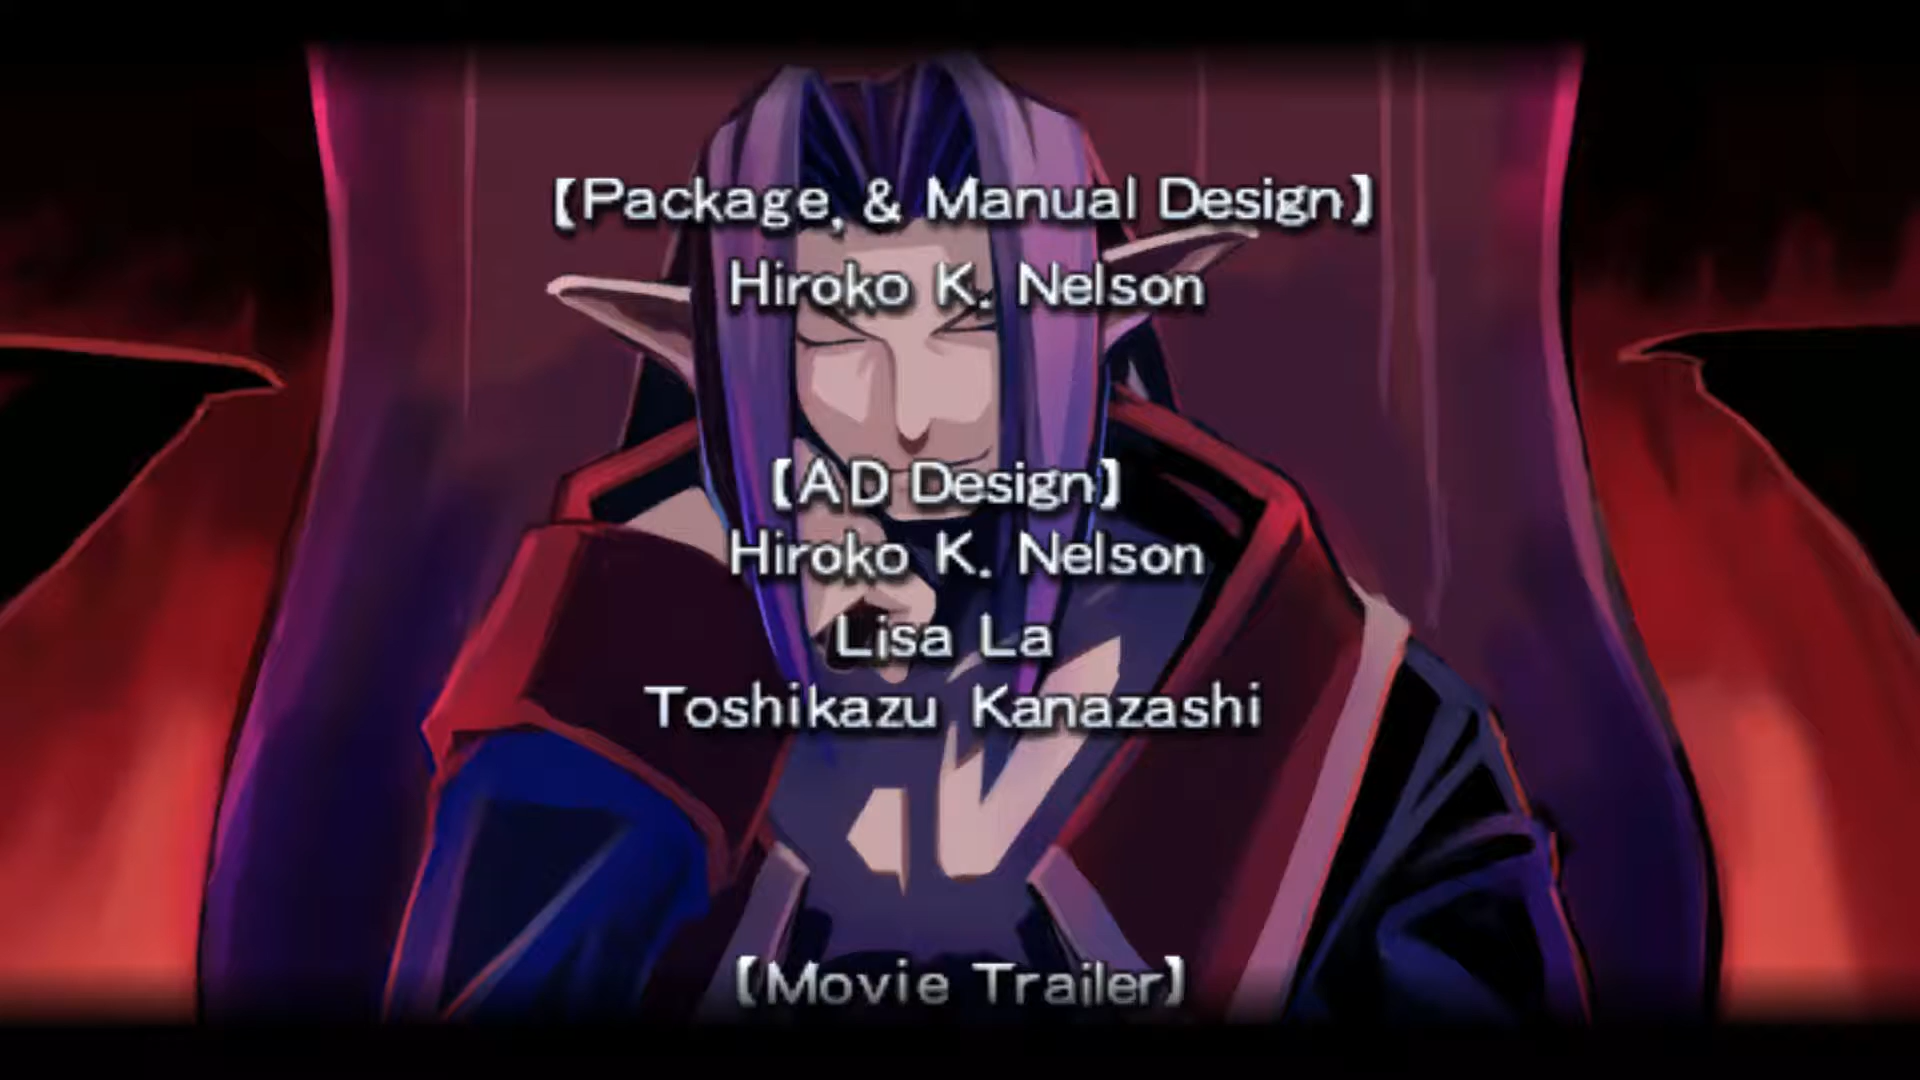 【Package, & Manual Design】
Hiroko K. Nelson
【AD Design】
Hiroko K. Nelson
Lisa La
Toshikazu Kanazashi
【Movie Trailer】